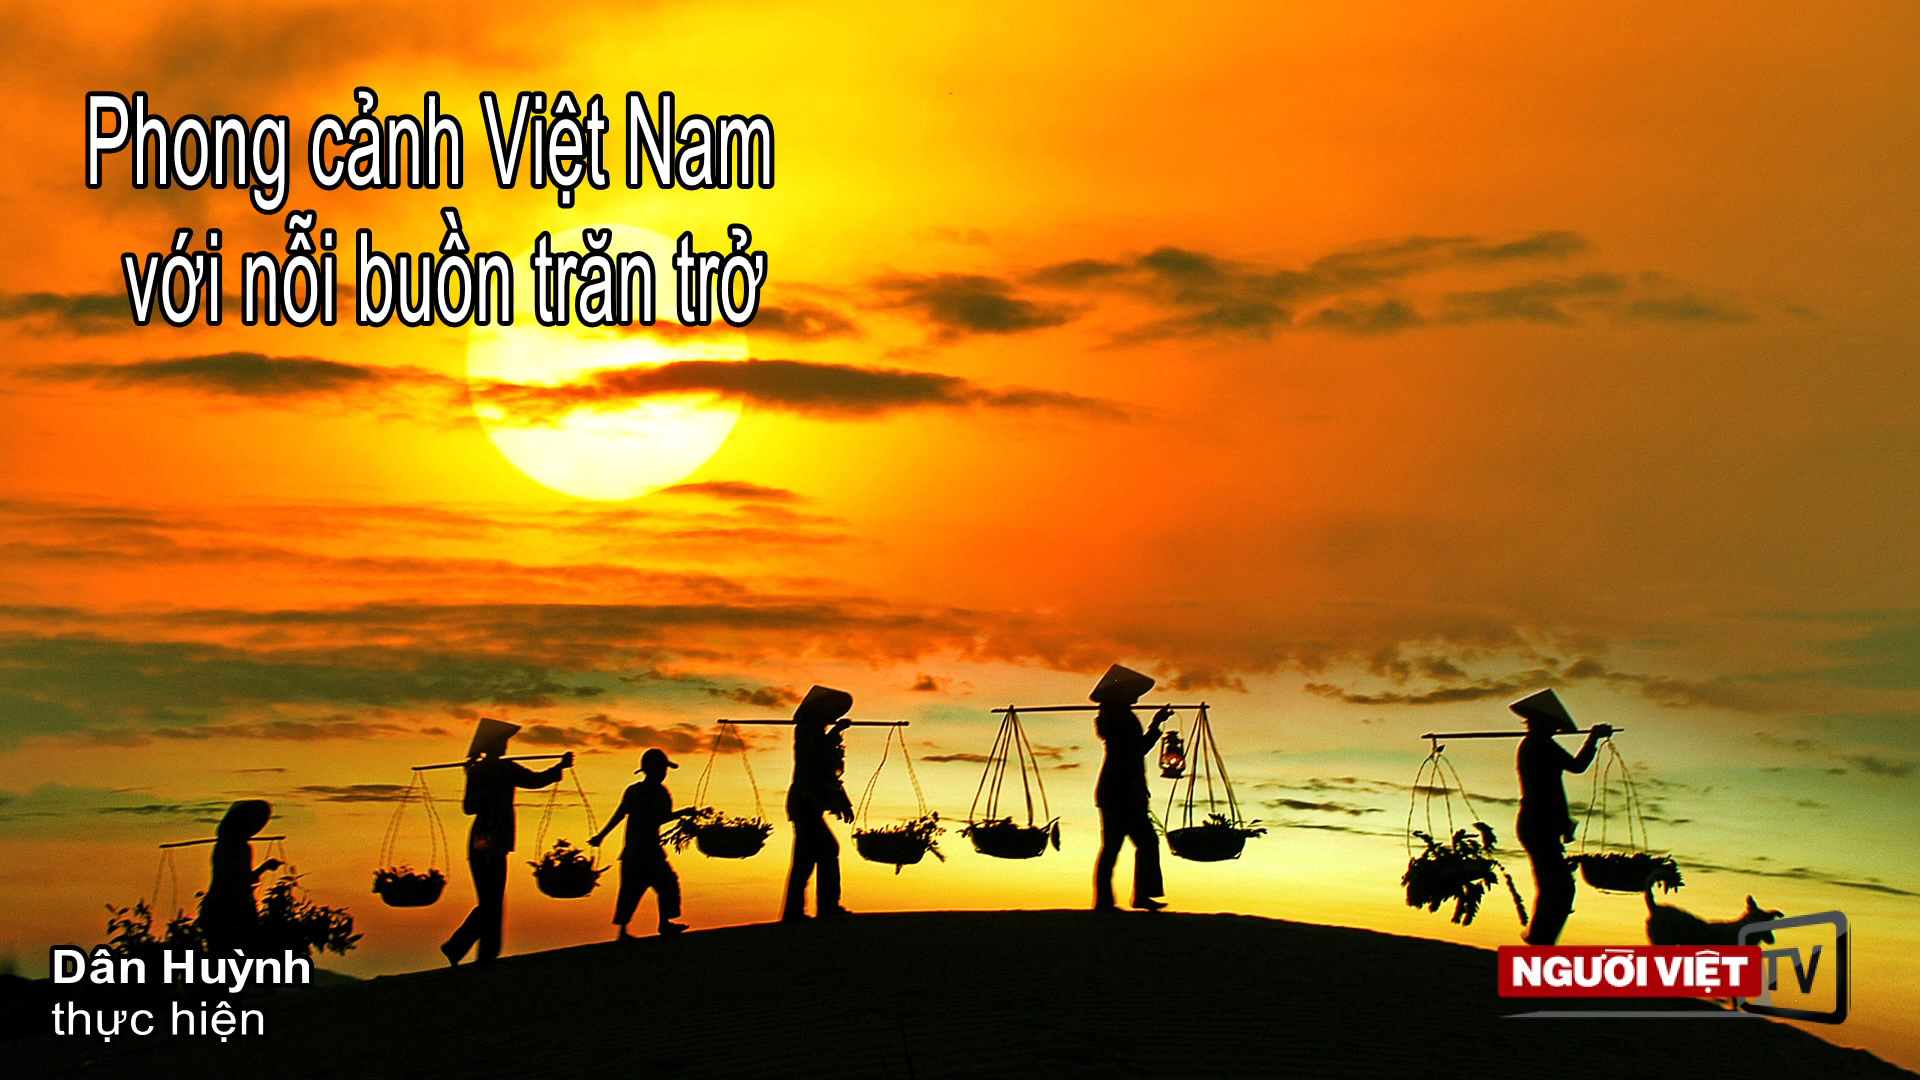 Phong cảnh Việt Nam
với nỗi buồn trăn trở
Dân Huỳnh
thực hiện
NGƯỜI VIỆT TV